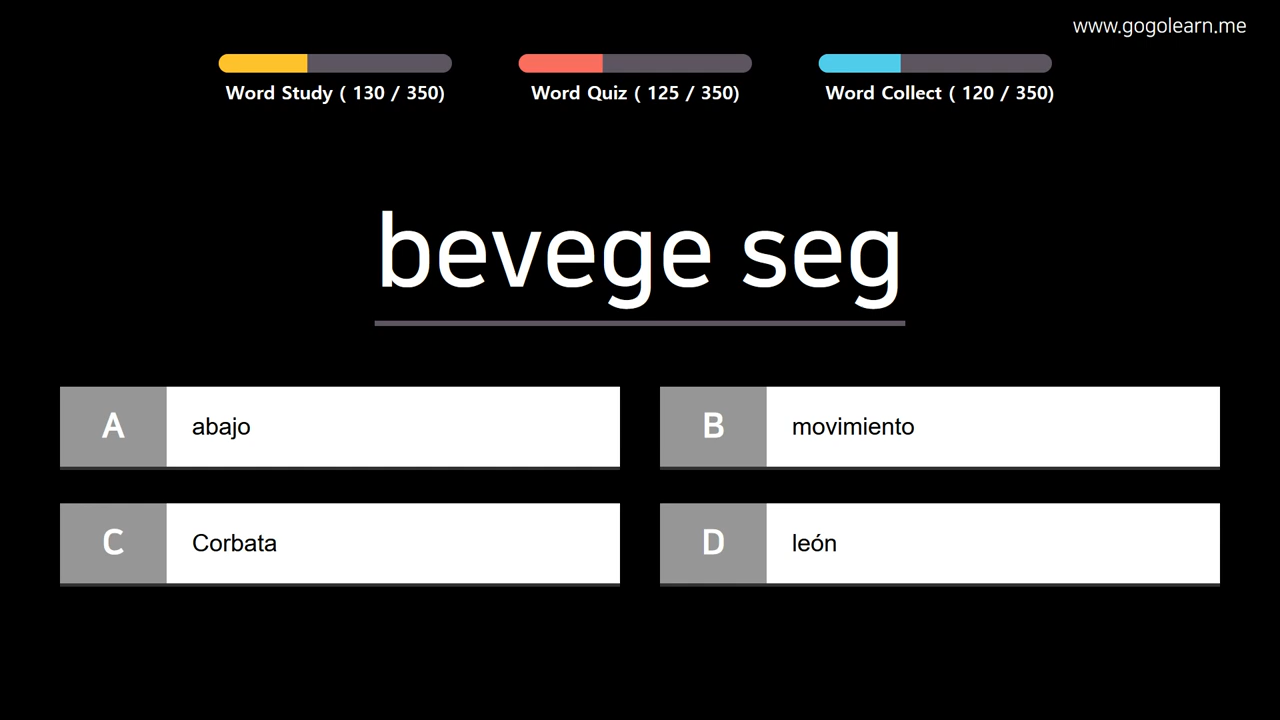 www.gogolearn.me
Word Study ( 130 / 350)
Word Quiz ( 125 / 350)
Word Collect ( 120 / 350)
bevege seg
A abajo
B movimiento
C Corbata
D león